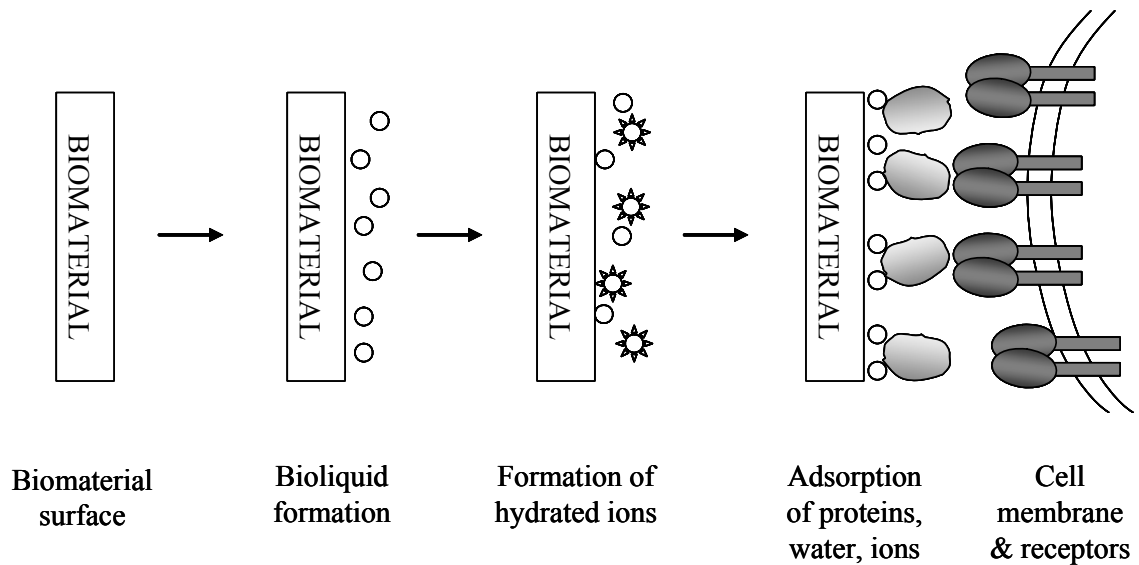 BIOMATERIAL
BIOMATERIAL
BIOMATERIAL
BIOMATERIAL
Biomaterial
surface
Bioliquid
formation
Formation of
hydrated ions
Adsorption
of proteins,
water, ions
Cell
membrane
& receptors